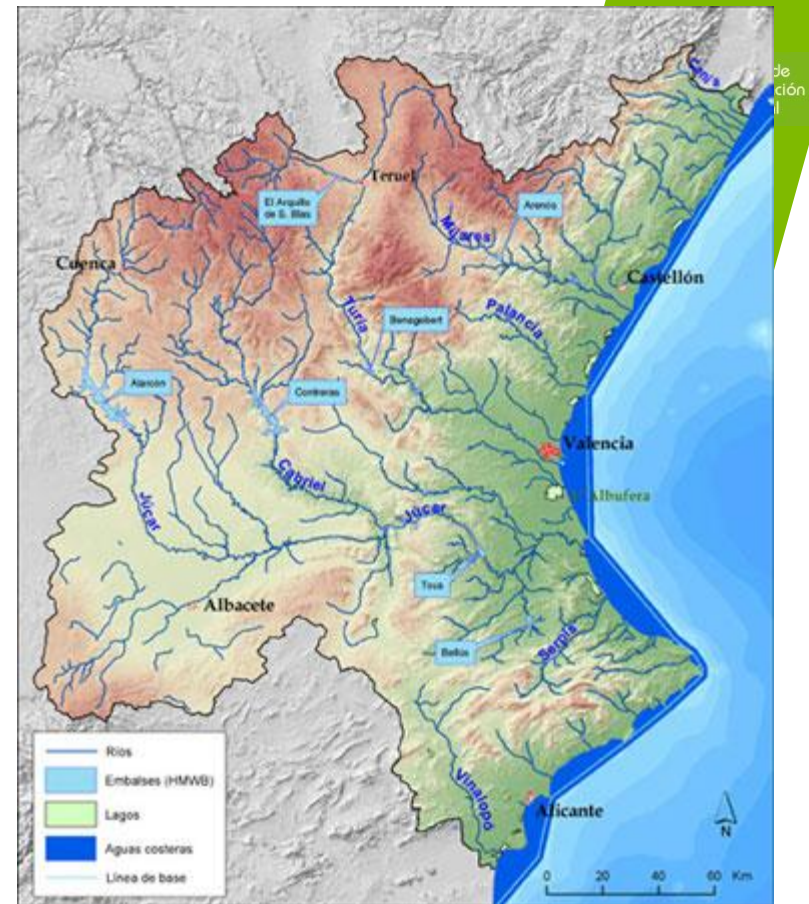 Cenia
de
ción
l
Teruel
El Arquillo
de S. Blas
Arenós
Mijares
Cuenca
Castellón
Turia
Palancia
Benagebert
Alarcón
Contreras
Valencia
Cabriel
Albufera
Júcar
Júcar
Tous
Albacete
Bellús
Serpis
Ríos
Embalses (HMWB)
Lagos
Aguas costeras
Línea de base
Vinalopó
Alicante
N
0 20 40 60 Km